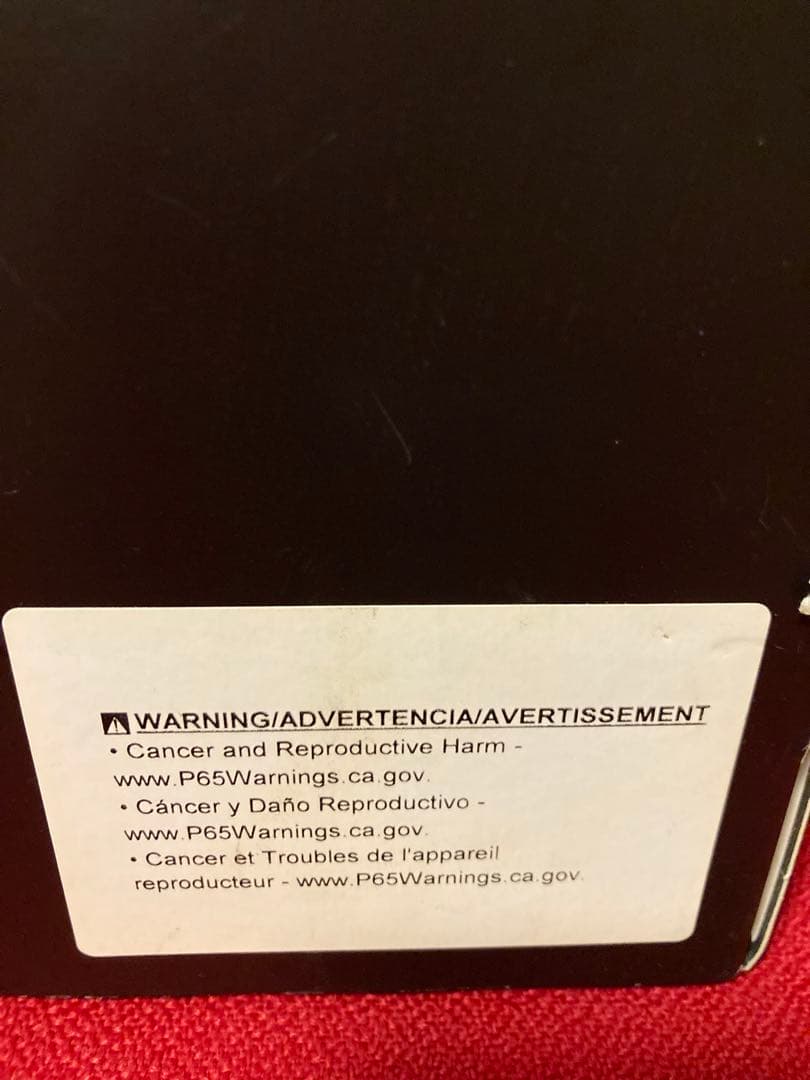 WARNING/ADVERTENCIA/AVERTISSEMENT
• Cancer and Reproductive Harm -
www.P65Warnings.ca.gov.
• Cáncer y Daño Reproductivo -
www.P65Warnings.ca.gov.
• Cancer et Troubles de l'appareil
reproducteur - www.P65Warnings.ca.gov.